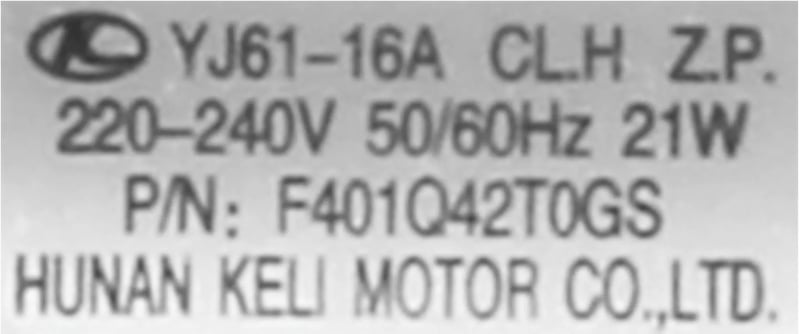 YJ61-16A CL.H Z.P.
220-240V 50/60Hz 21W
P/N: F401Q42T0GS
HUNAN KELI MOTOR CO.,LTD.